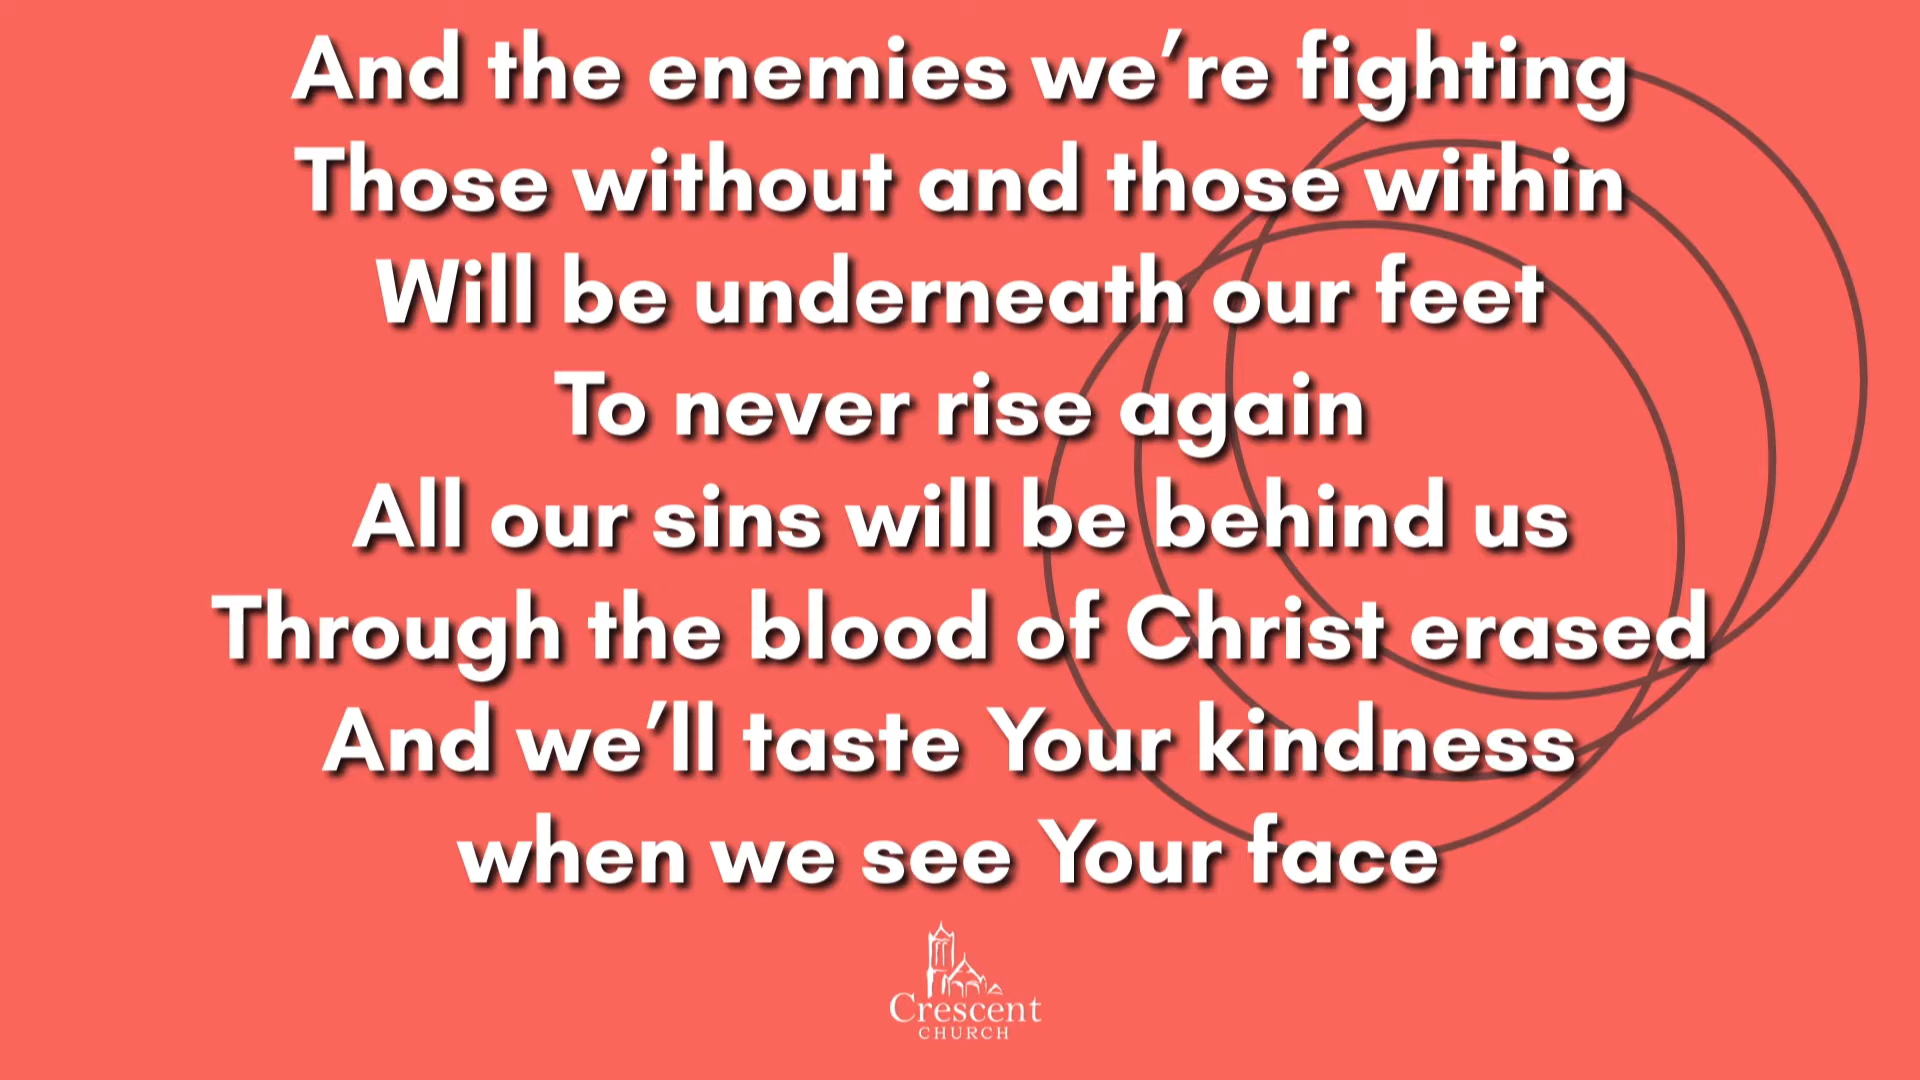 And the enemies we’re fighting
Those without and those within
Will be underneath our feet
To never rise again
All our sins will be behind us
Through the blood of Christ erased
And we’ll taste Your kindness
when we see Your face
Crescent
CHURCH